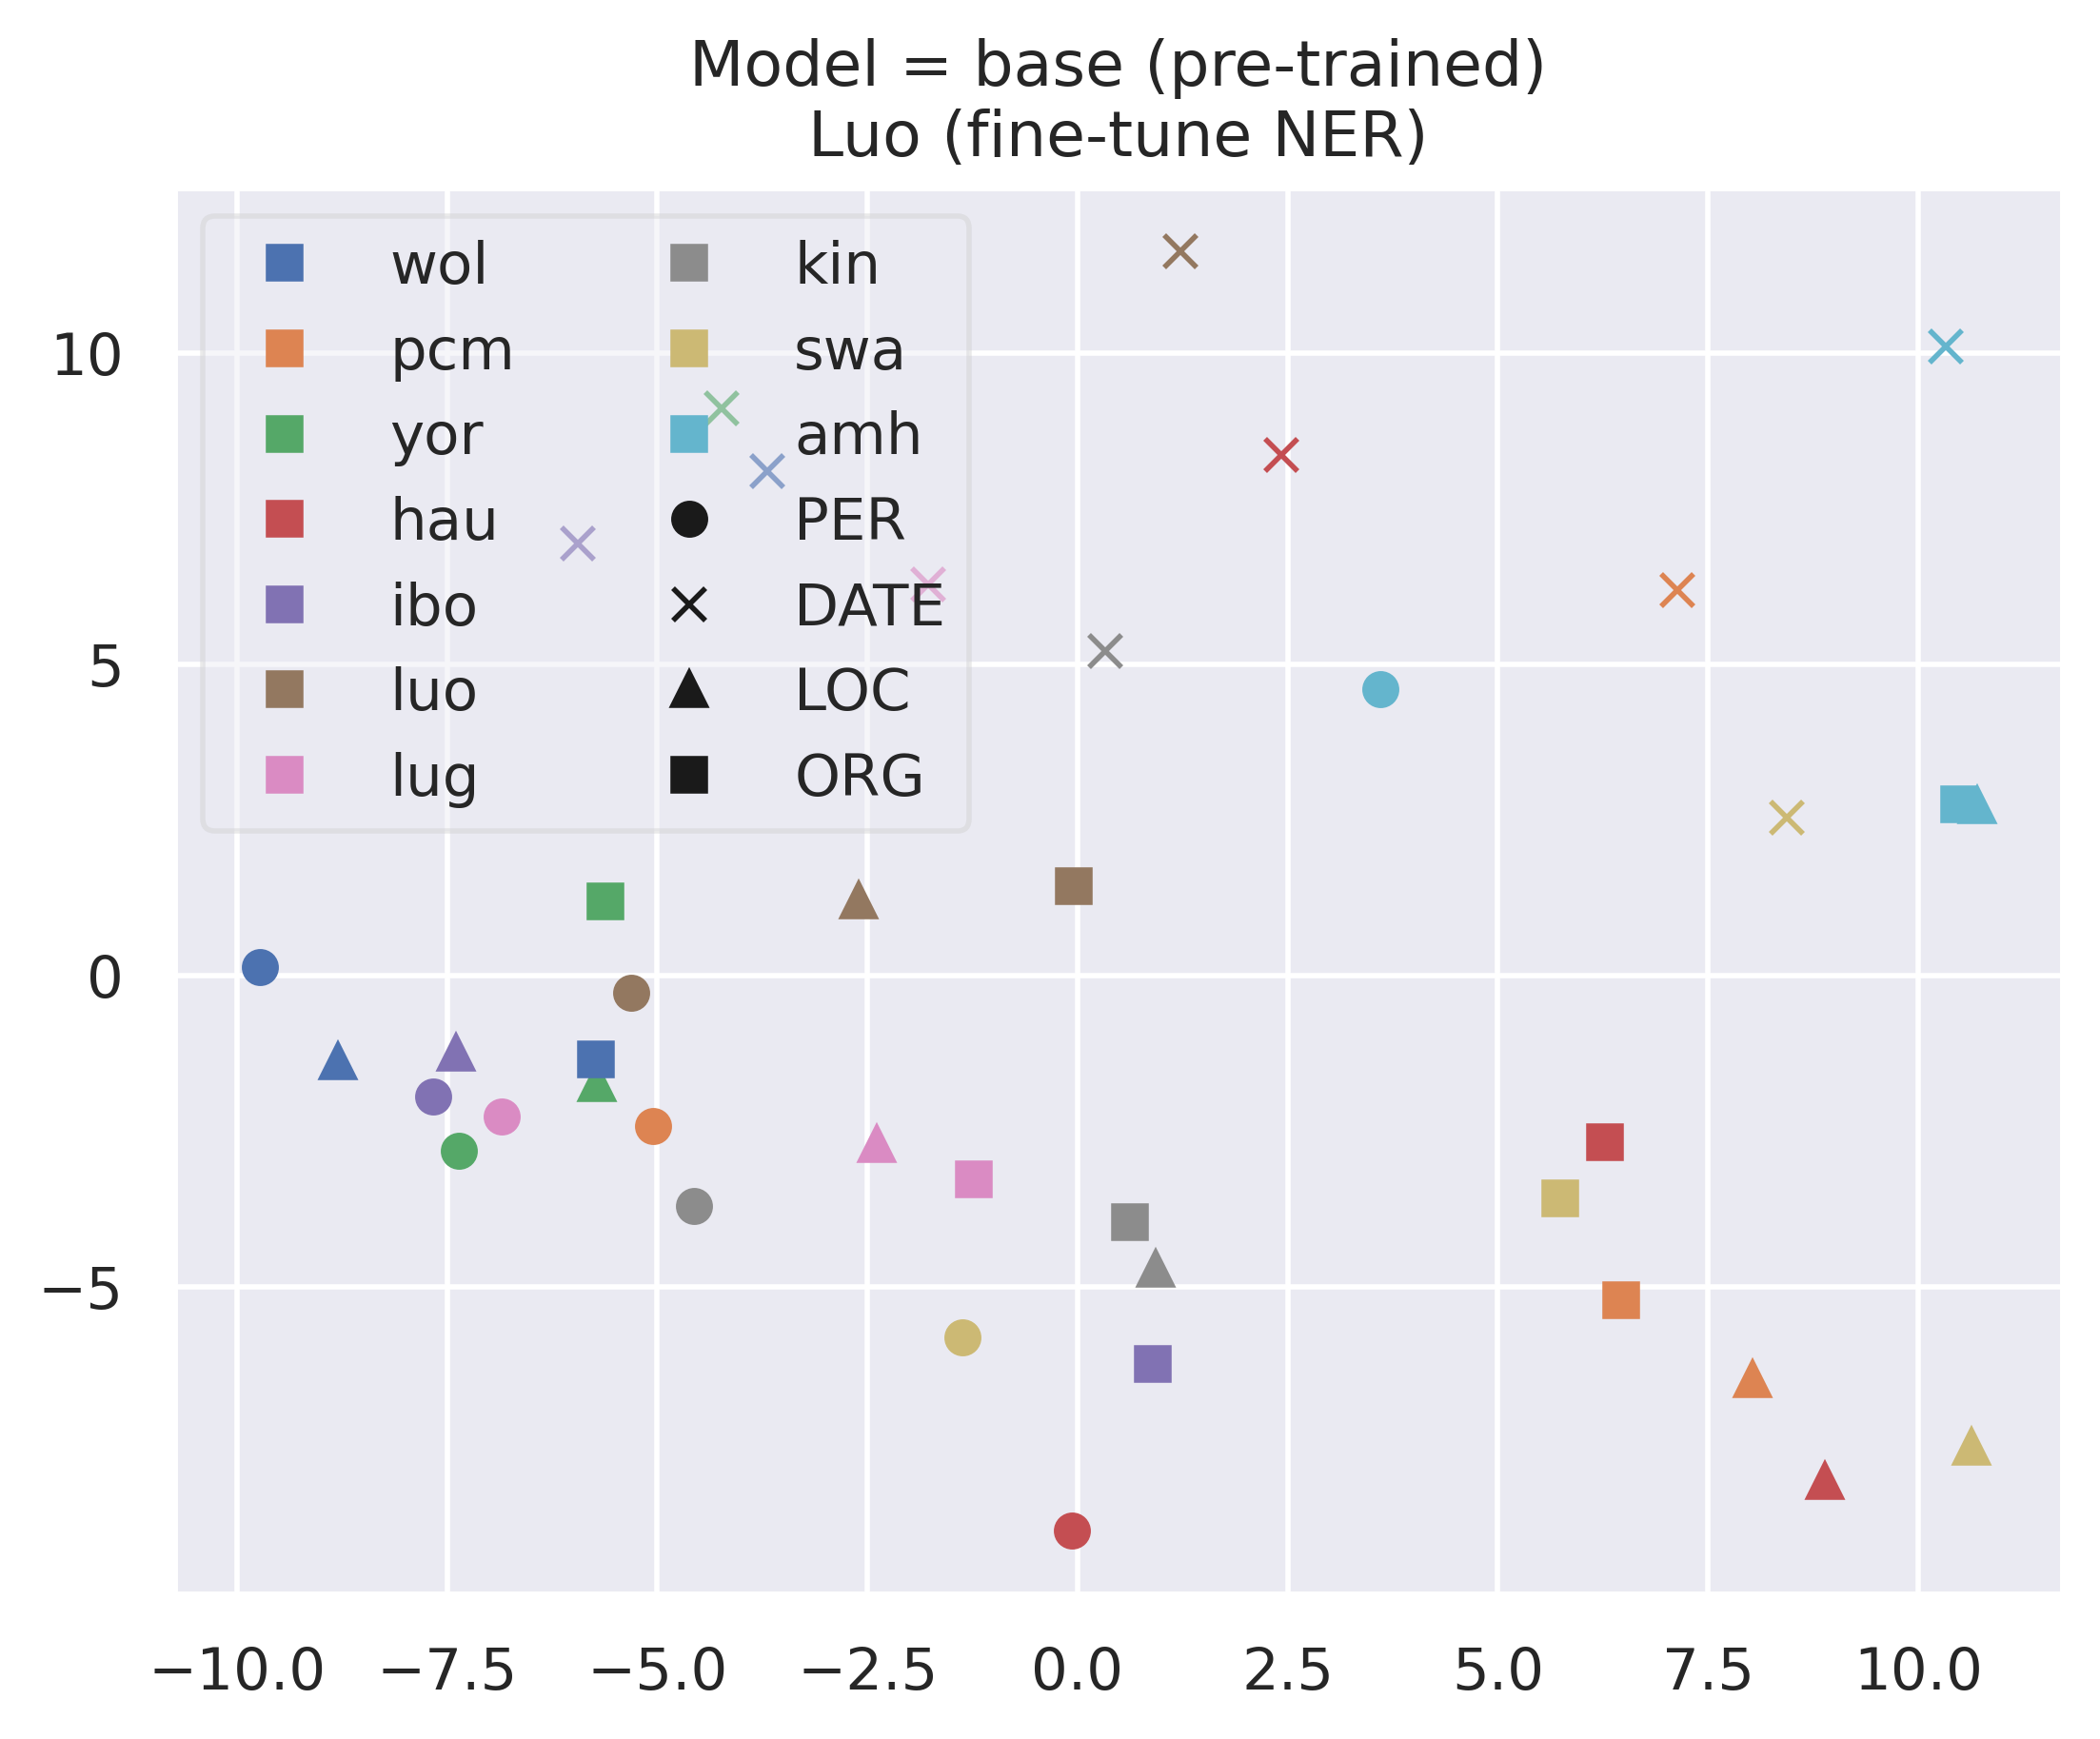 Model = base (pre-trained)
Luo (fine-tune NER)
wol
pcm
yor
hau
ibo
luo
lug
kin
swa
amh
PER
DATE
LOC
ORG
10
5
0
−5
−10.0 −7.5 −5.0 −2.5 0.0 2.5 5.0 7.5 10.0